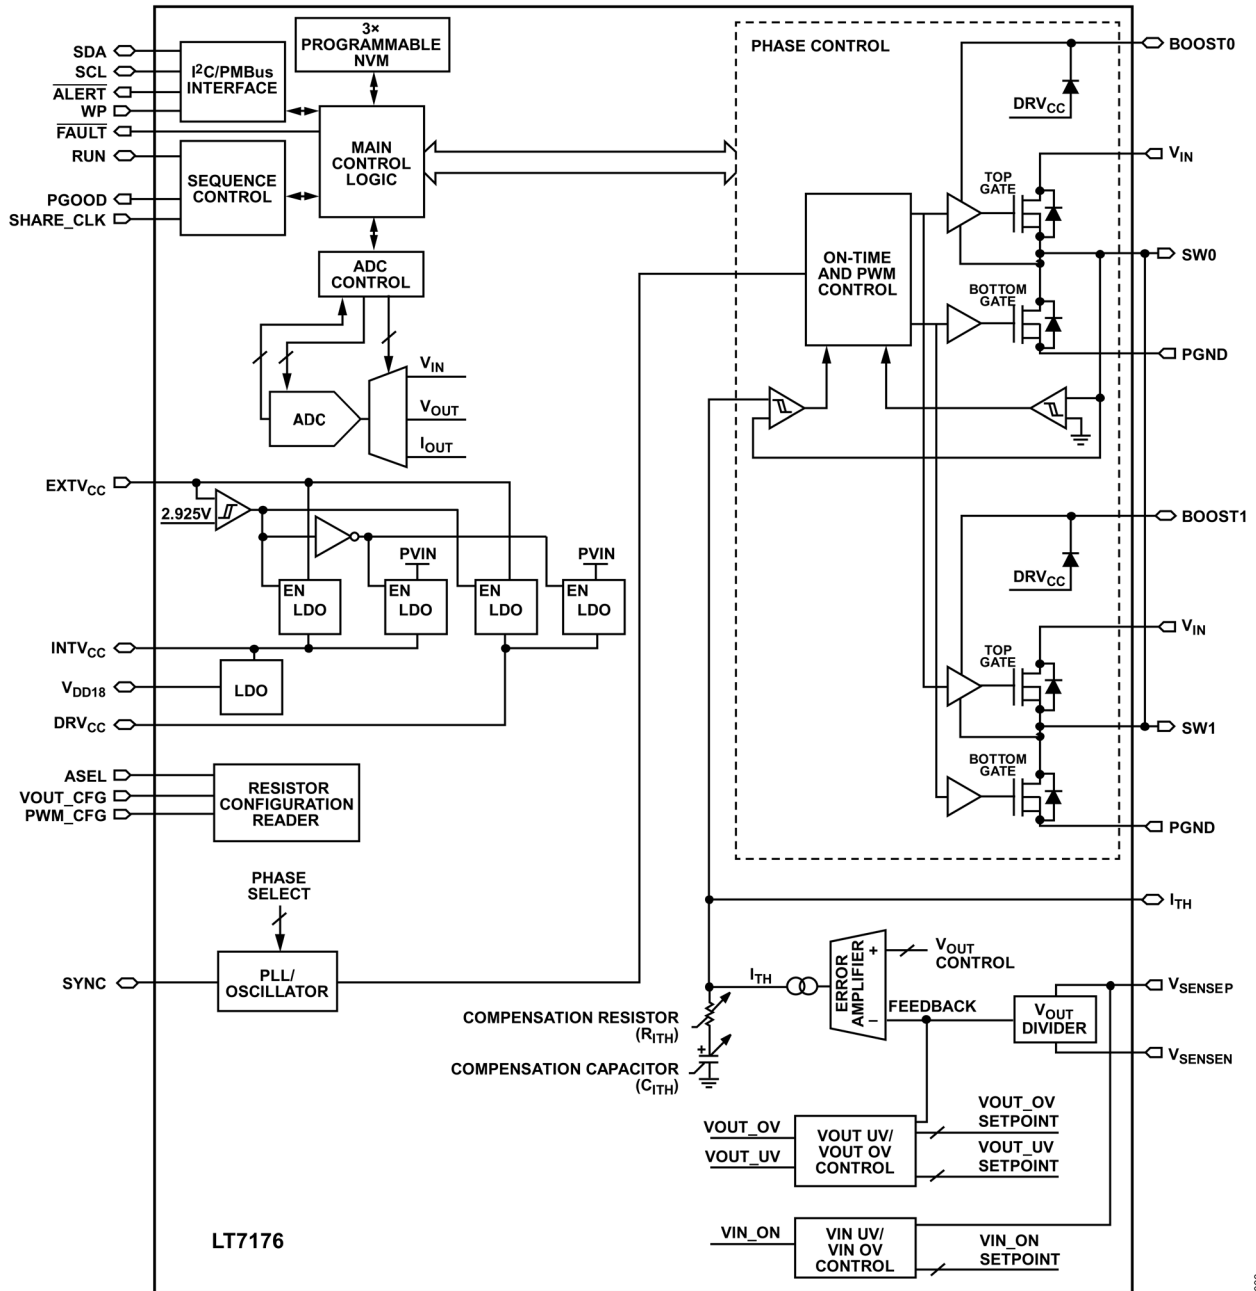 SDA
SCL
ALERT
WP
FAULT
RUN
PGOOD
SHARE_CLK
I2C/PMBus
INTERFACE
3×
PROGRAMMABLE
NVM
MAIN
CONTROL
LOGIC
SEQUENCE
CONTROL
ADC
CONTROL
ADC
VIN
VOUT
IOUT
EXTVCC
2.925V
PVIN
PVIN
EN
LDO
EN
LDO
EN
LDO
EN
LDO
INTVCC
VDD18
LDO
DRVCC
ASEL
VOUT_CFG
PWM_CFG
RESISTOR
CONFIGURATION
READER
PHASE
SELECT
SYNC
PLL/
OSCILLATOR
LT7176
PHASE CONTROL
ON-TIME
AND PWM
CONTROL
BOOST0
DRVCC
VIN
TOP
GATE
SW0
BOTTOM
GATE
PGND
BOOST1
DRVCC
VIN
TOP
GATE
SW1
BOTTOM
GATE
PGND
ITH
ITH
ERROR
AMPLIFIER
+
–
VOUT
CONTROL
FEEDBACK
VOUT
DIVIDER
VSENSEP
VSENSEN
COMPENSATION RESISTOR
(RITH)
+
COMPENSATION CAPACITOR
(CITH)
VOUT_OV
VOUT_UV
VOUT UV/
VOUT OV
CONTROL
VOUT_OV
SETPOINT
VOUT_UV
SETPOINT
VIN_ON
VIN UV/
VIN OV
CONTROL
VIN_ON
SETPOINT